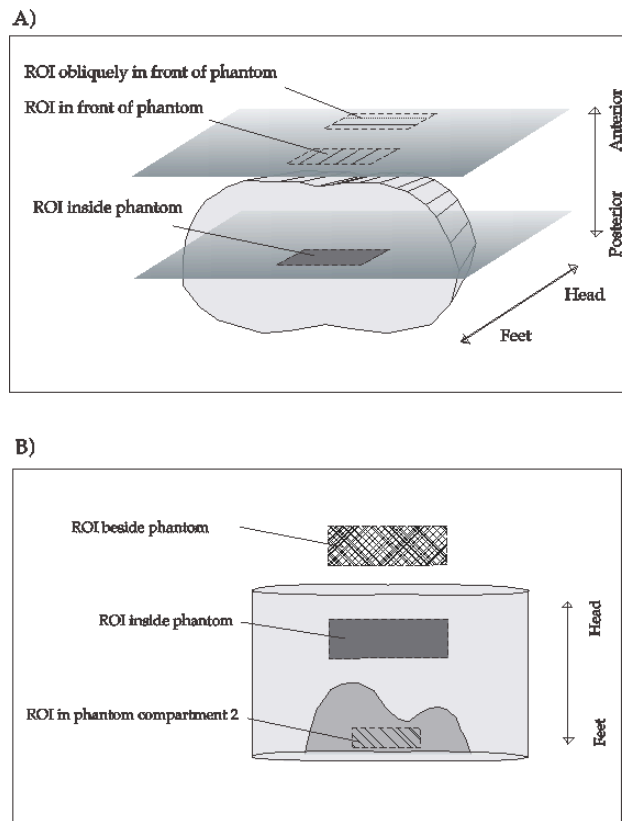 A)
ROI obliquely in front of phantom
ROI in front of phantom
ROI inside phantom
Anterior
Posterior
Head
Feet
B)
ROI beside phantom
ROI inside phantom
ROI in phantom compartment 2
Head
Feet